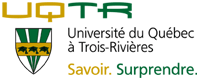 UQTR
Université du Québec
à Trois-Rivières
Savoir. Surprendre.